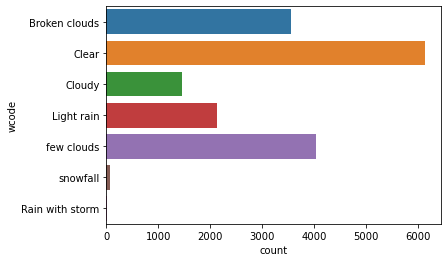 Broken clouds
Clear
Cloudy
Light rain
few clouds
snowfall
Rain with storm
wcode
0 1000 2000 3000 4000 5000 6000
count